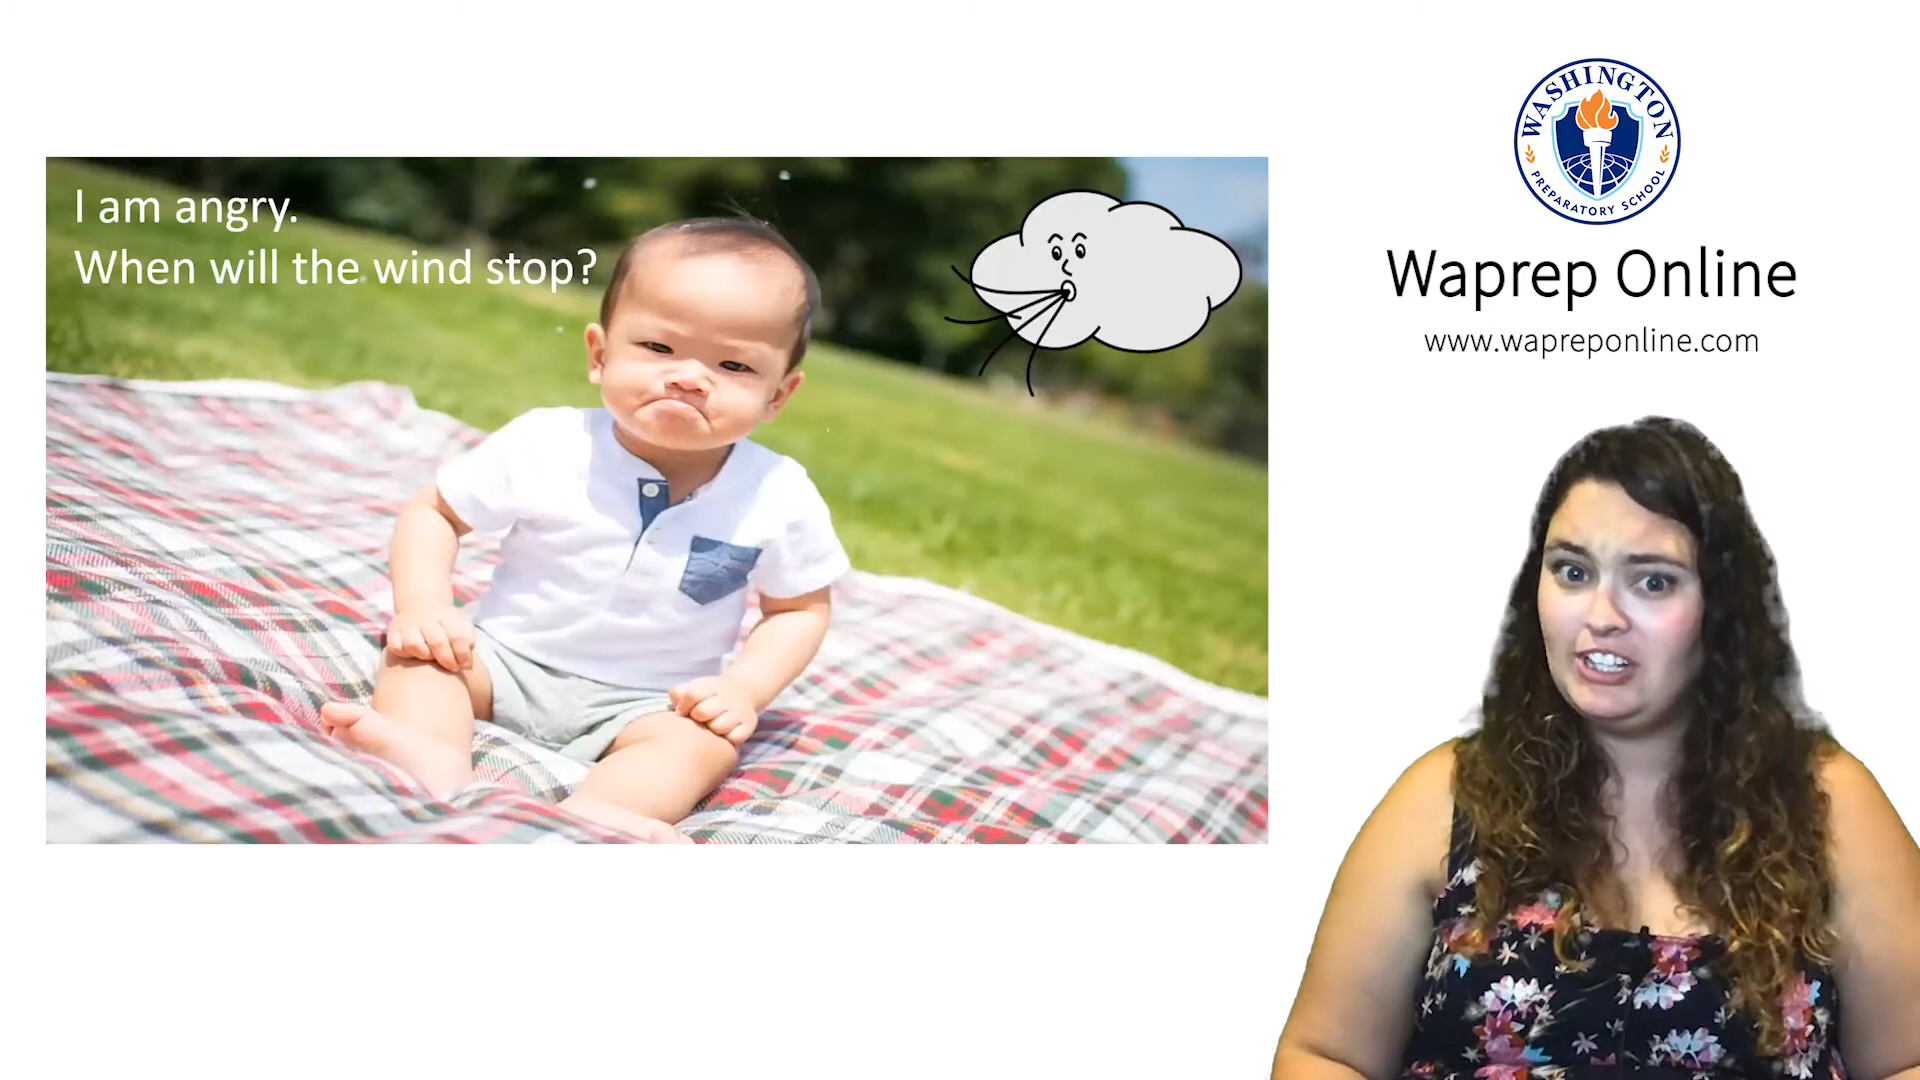 I am angry.
When will the wind stop?
WASHINGTON
PREPARATORY SCHOOL
Waprep Online
www.wapreponline.com